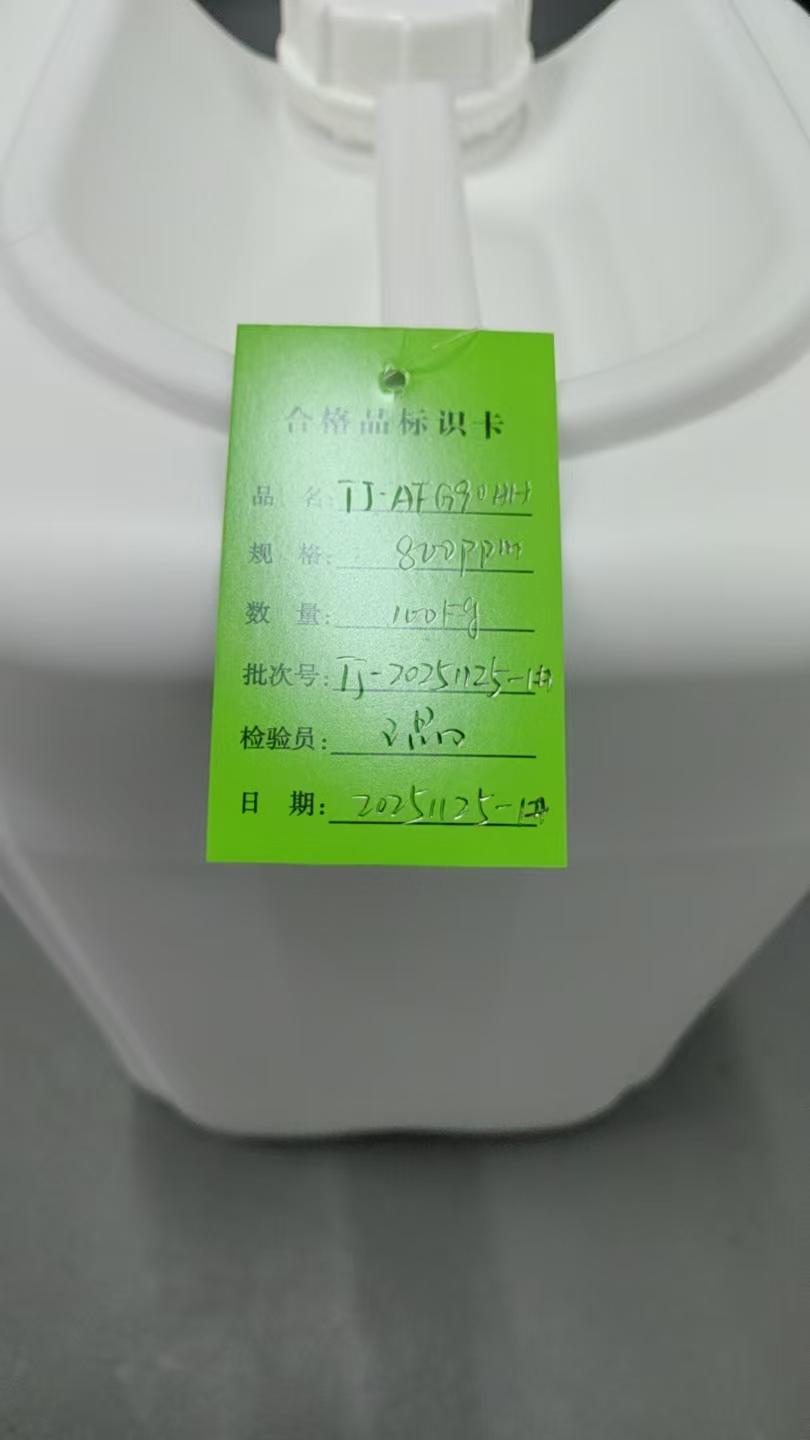 合格品标识卡
品 名: TJ-AFG90HH
规 格: 800ppm
数 量: 100Kg
批次号: TJ-20251125-1#
检验员:
日 期: 20251125-1#